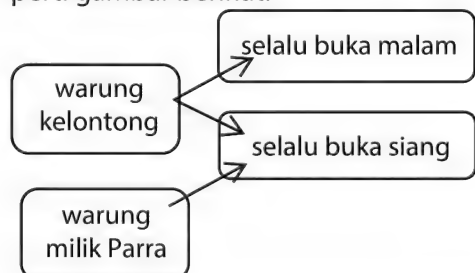 selalu buka malam
warung
kelontong
selalu buka siang
warung
milik Parra